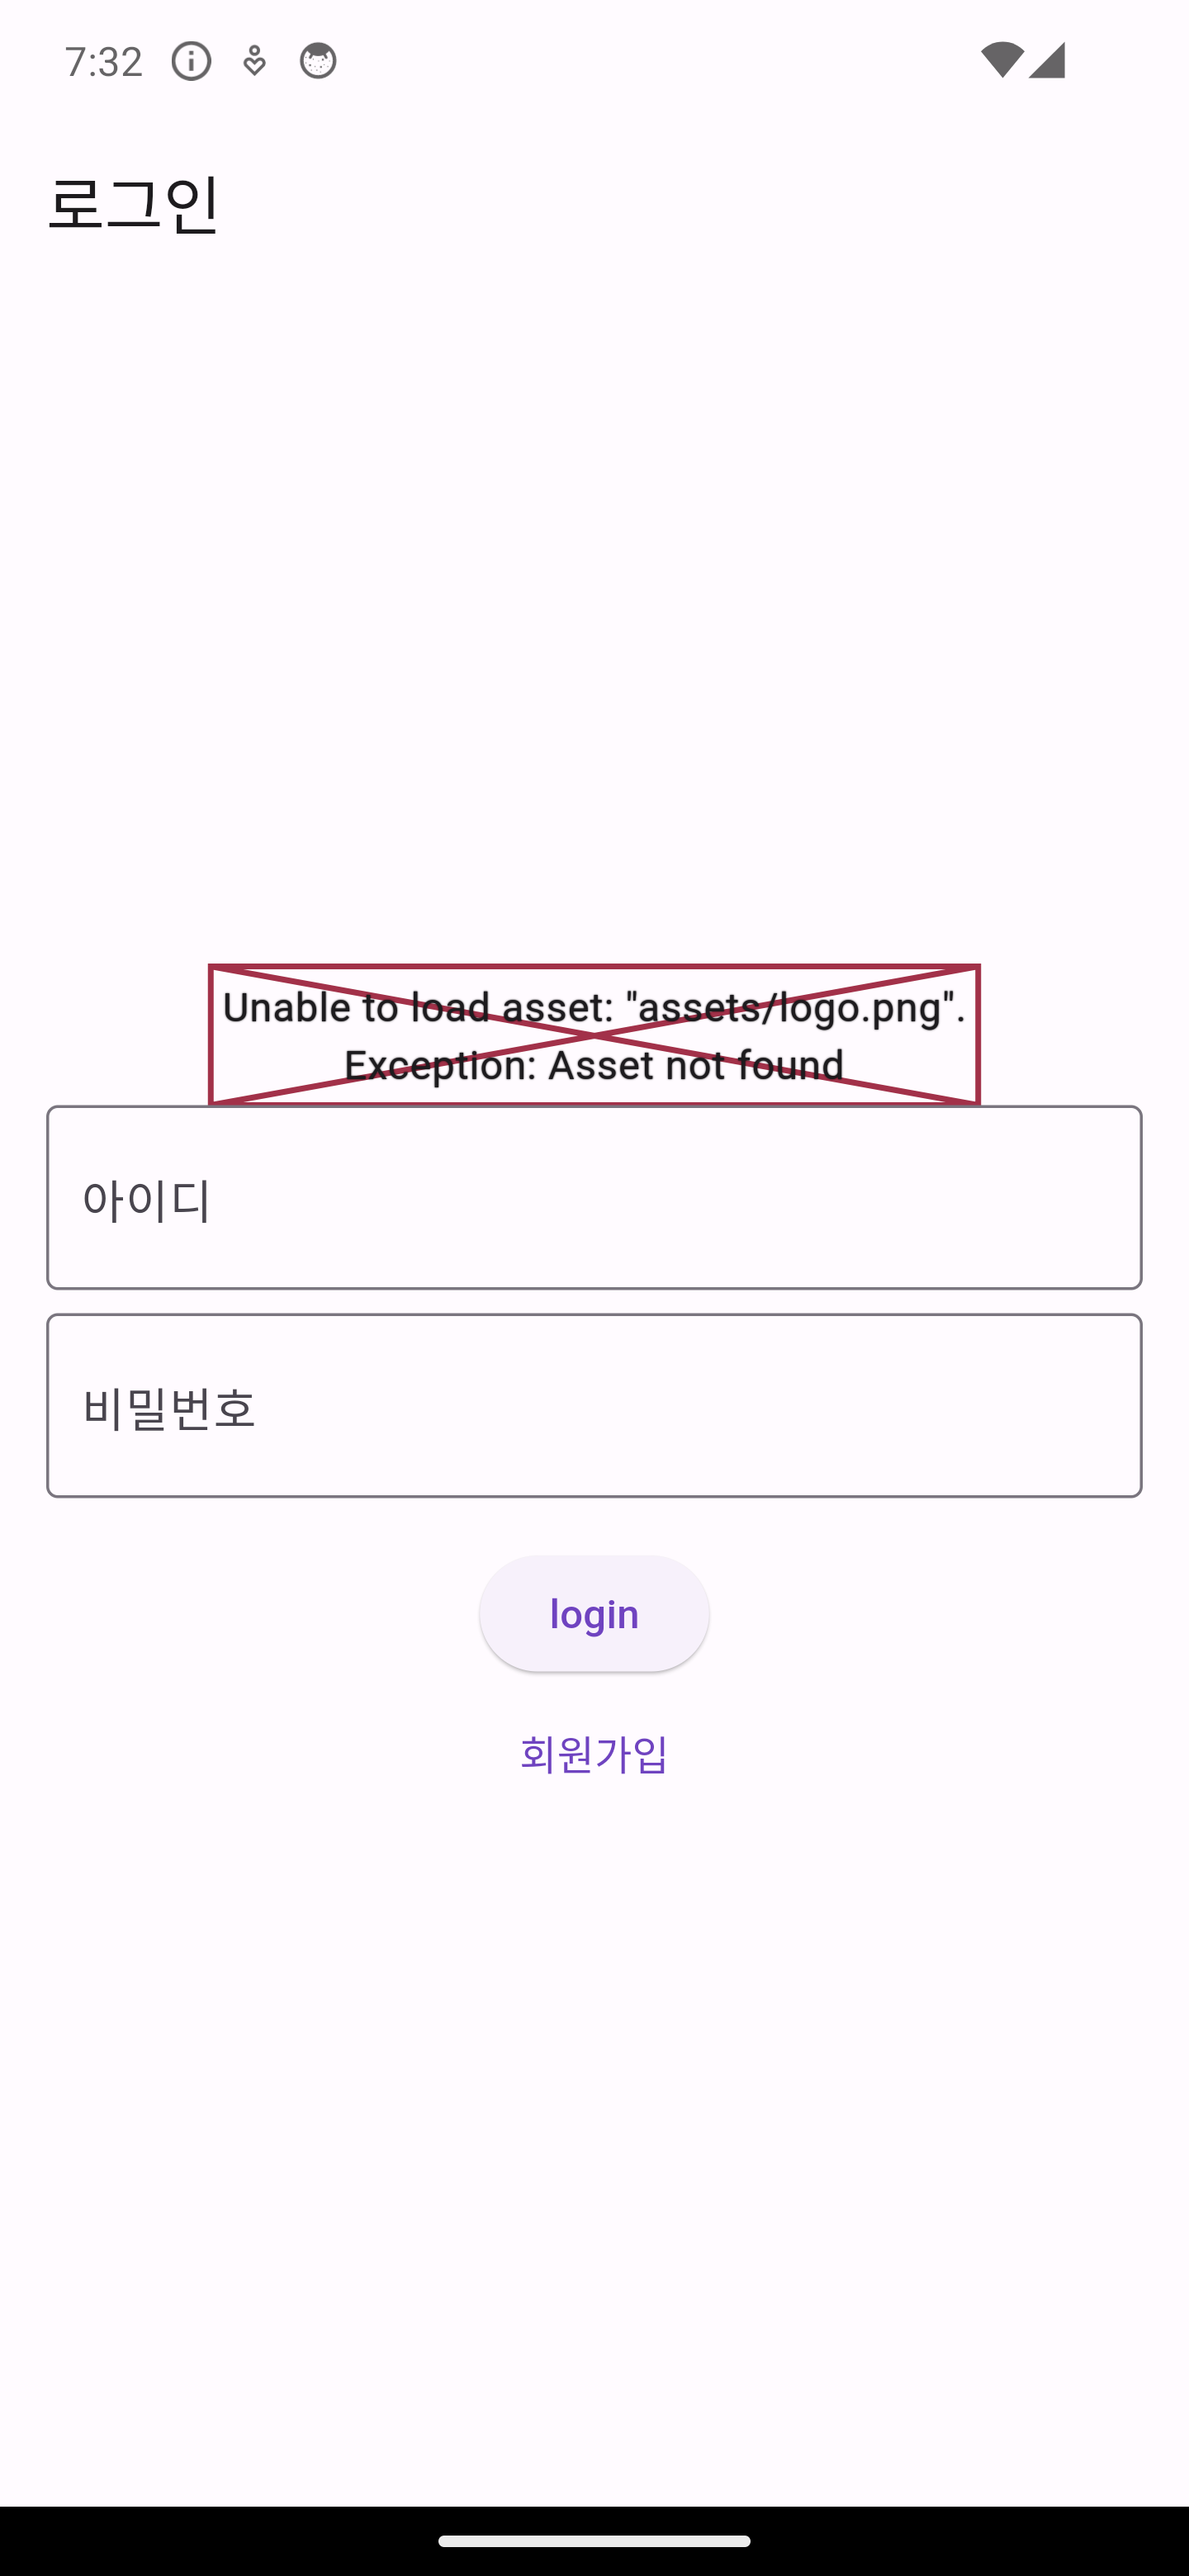 7:32
로그인
Unable to load asset: "assets/logo.png".
Exception: Asset not found
아이디
비밀번호
login
회원가입